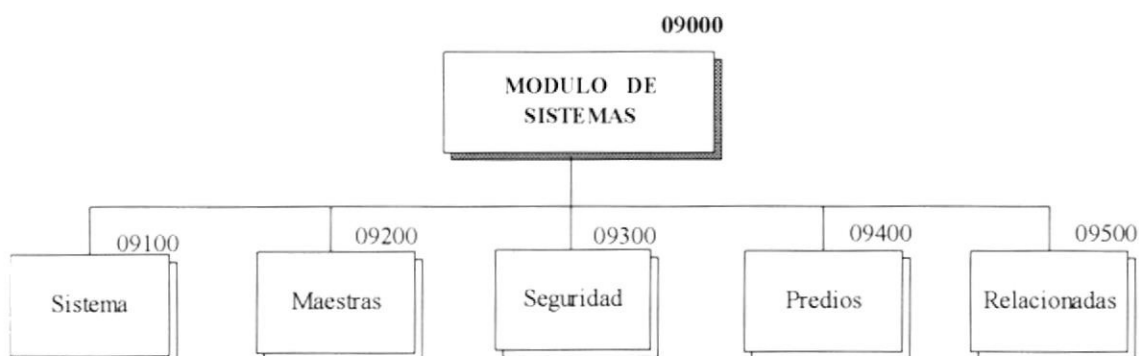 09000
MODULO DE
SISTEMAS
09100 09200 09300 09400 09500
Sistema Maestras Seguridad Predios Relacionadas